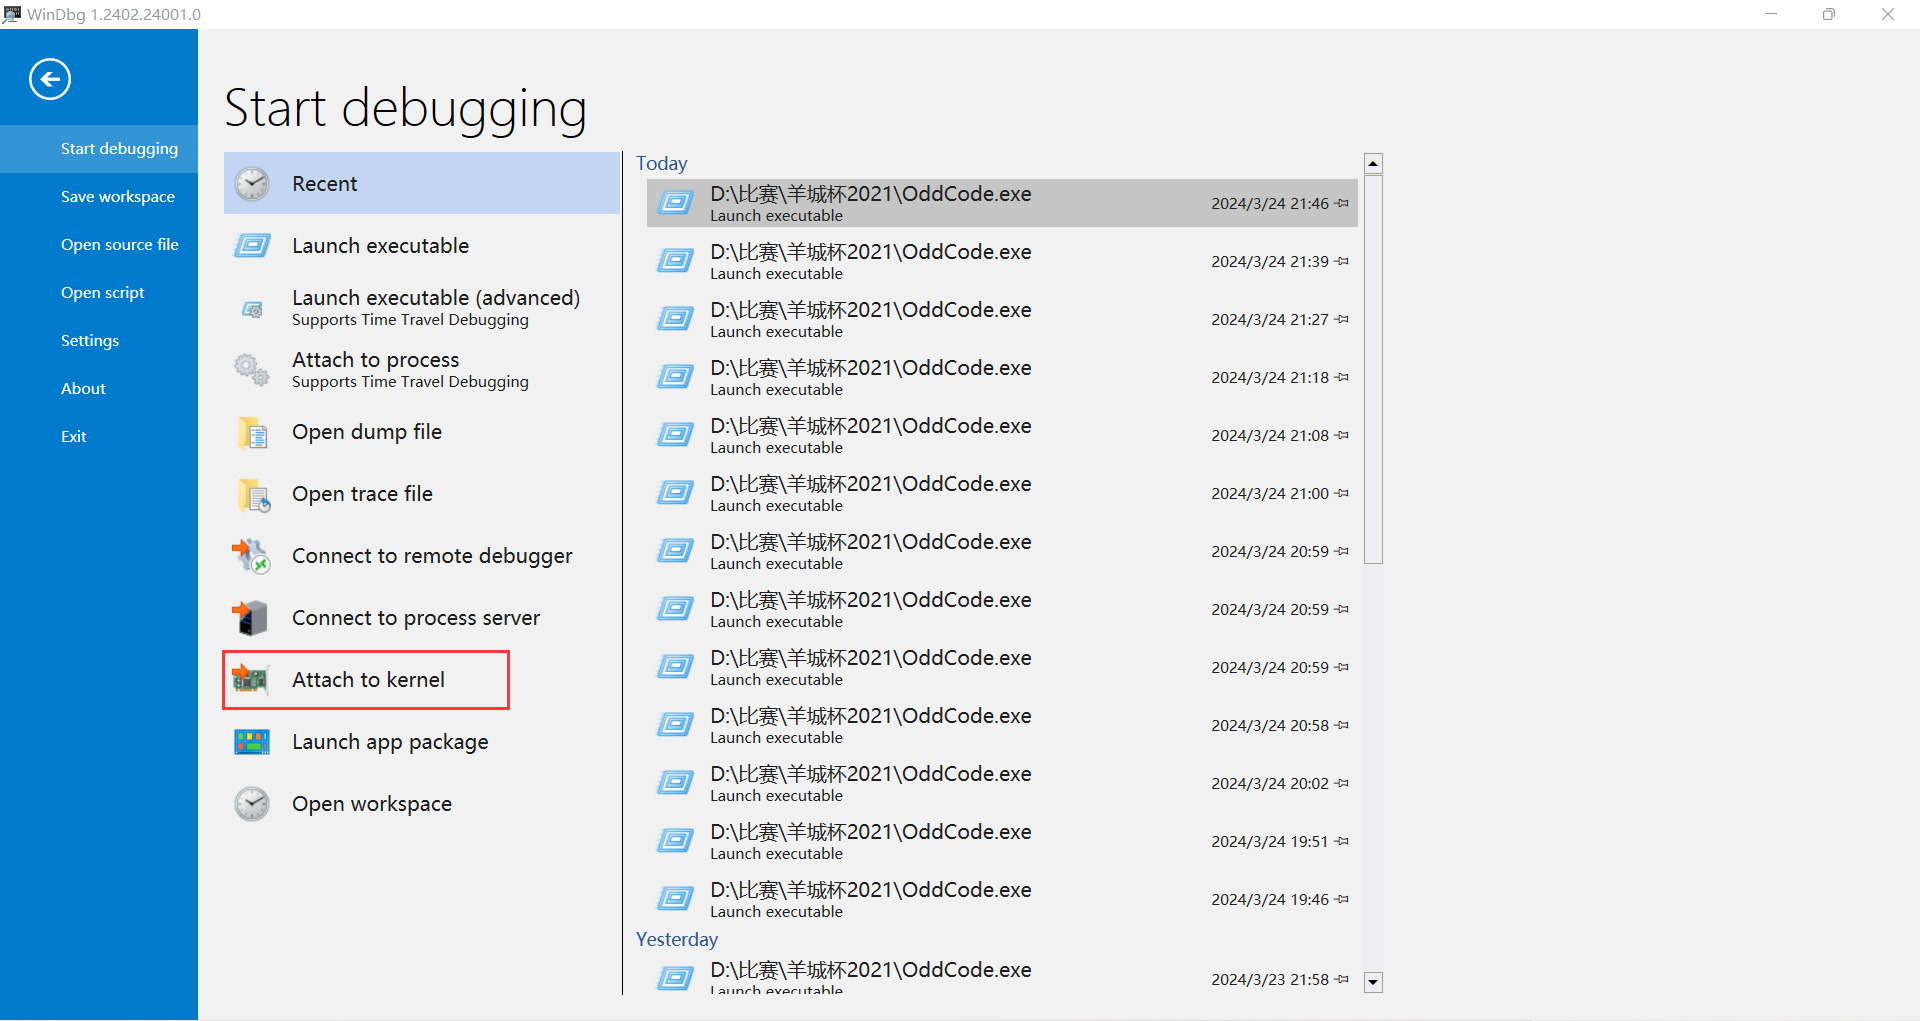 WinDbg 1.2402.24001.0
Start debugging
Save workspace
Open source file
Open script
Settings
About
Exit
Start debugging
Recent
Launch executable
Launch executable (advanced)
Supports Time Travel Debugging
Attach to process
Supports Time Travel Debugging
Open dump file
Open trace file
Connect to remote debugger
Connect to process server
Attach to kernel
Launch app package
Open workspace
Today
D:\比赛\羊城杯2021\OddCode.exe
Launch executable
2024/3/24 21:46
D:\比赛\羊城杯2021\OddCode.exe
Launch executable
2024/3/24 21:39
D:\比赛\羊城杯2021\OddCode.exe
Launch executable
2024/3/24 21:27
D:\比赛\羊城杯2021\OddCode.exe
Launch executable
2024/3/24 21:18
D:\比赛\羊城杯2021\OddCode.exe
Launch executable
2024/3/24 21:08
D:\比赛\羊城杯2021\OddCode.exe
Launch executable
2024/3/24 21:00
D:\比赛\羊城杯2021\OddCode.exe
Launch executable
2024/3/24 20:59
D:\比赛\羊城杯2021\OddCode.exe
Launch executable
2024/3/24 20:59
D:\比赛\羊城杯2021\OddCode.exe
Launch executable
2024/3/24 20:59
D:\比赛\羊城杯2021\OddCode.exe
Launch executable
2024/3/24 20:58
D:\比赛\羊城杯2021\OddCode.exe
Launch executable
2024/3/24 20:02
D:\比赛\羊城杯2021\OddCode.exe
Launch executable
2024/3/24 19:51
D:\比赛\羊城杯2021\OddCode.exe
Launch executable
2024/3/24 19:46
Yesterday
D:\比赛\羊城杯2021\OddCode.exe
Launch executable
2024/3/23 21:58